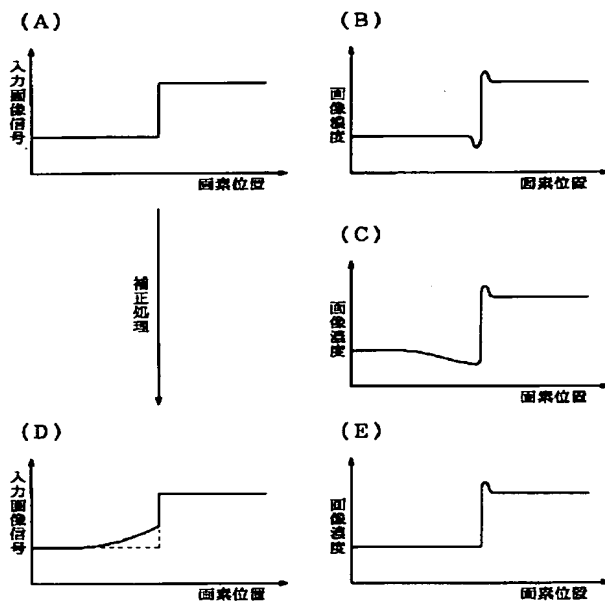 (A)
入力画像信号
画素位置
(B)
画像濃度
画素位置
補正処理
(C)
画像濃度
画素位置
(D)
入力画像信号
画素位置
(E)
画像濃度
画素位置